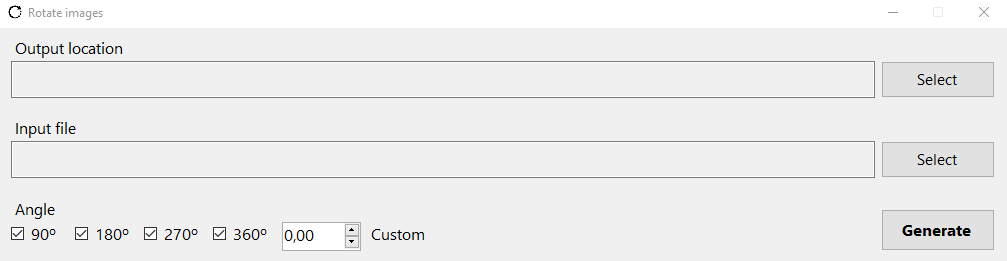 Rotate images
Output location
Select
Input file
Select
Angle
90º 180º 270º 360º 0,00 Custom
Generate